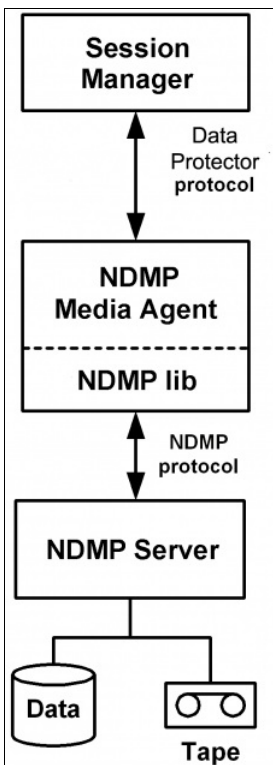 Session
Manager
Data
Protector
protocol
NDMP
Media Agent
NDMP lib
NDMP
protocol
NDMP Server
Data
Tape